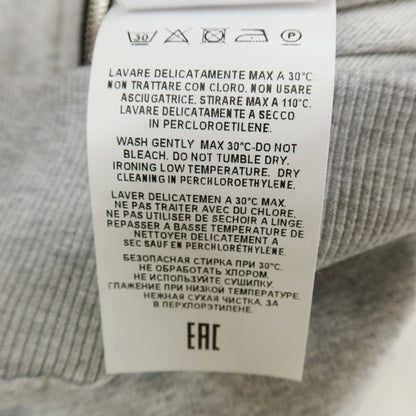 30
LAVARE DELICATAMENTE MAX A 30°C.
NON TRATTARE CON CLORO. NON USARE
ASCIUGATRICE. STIRARE MAX A 110°C.
LAVARE DELICATAMENTE A SECCO
IN PERCLOROETILENE.
WASH GENTLY MAX 30°C-DO NOT
BLEACH. DO NOT TUMBLE DRY.
IRONING LOW TEMPERATURE. DRY
CLEANING IN PERCHLOROETHYLENE.
LAVER DELICATEMEN A 30°C MAX.
NE PAS TRAITER AVEC DU CHLORE.
NE PAS UTILISER DE SECHOIR A LINGE.
REPASSER A BASSE TEMPERATURE DE
NETTOYER DELICATEMENT A
SEC SAUF EN PERCHLORETHYLÈNE.
БЕЗОПАСНАЯ СТИРКА ПРИ 30°C.
НЕ ОБРАБОТАТЬ ХЛОРОМ.
НЕ ИСПОЛЬЗУЙТЕ СУШИЛКУ.
ГЛАЖЕНИЕ ПРИ НИЗКОЙ ТЕМПЕРАТУРЕ.
НЕЖНАЯ СУХАЯ ЧИСТКА, ЗА
В ПЕРХЛОРЭТИЛЕНЕ.
EAC